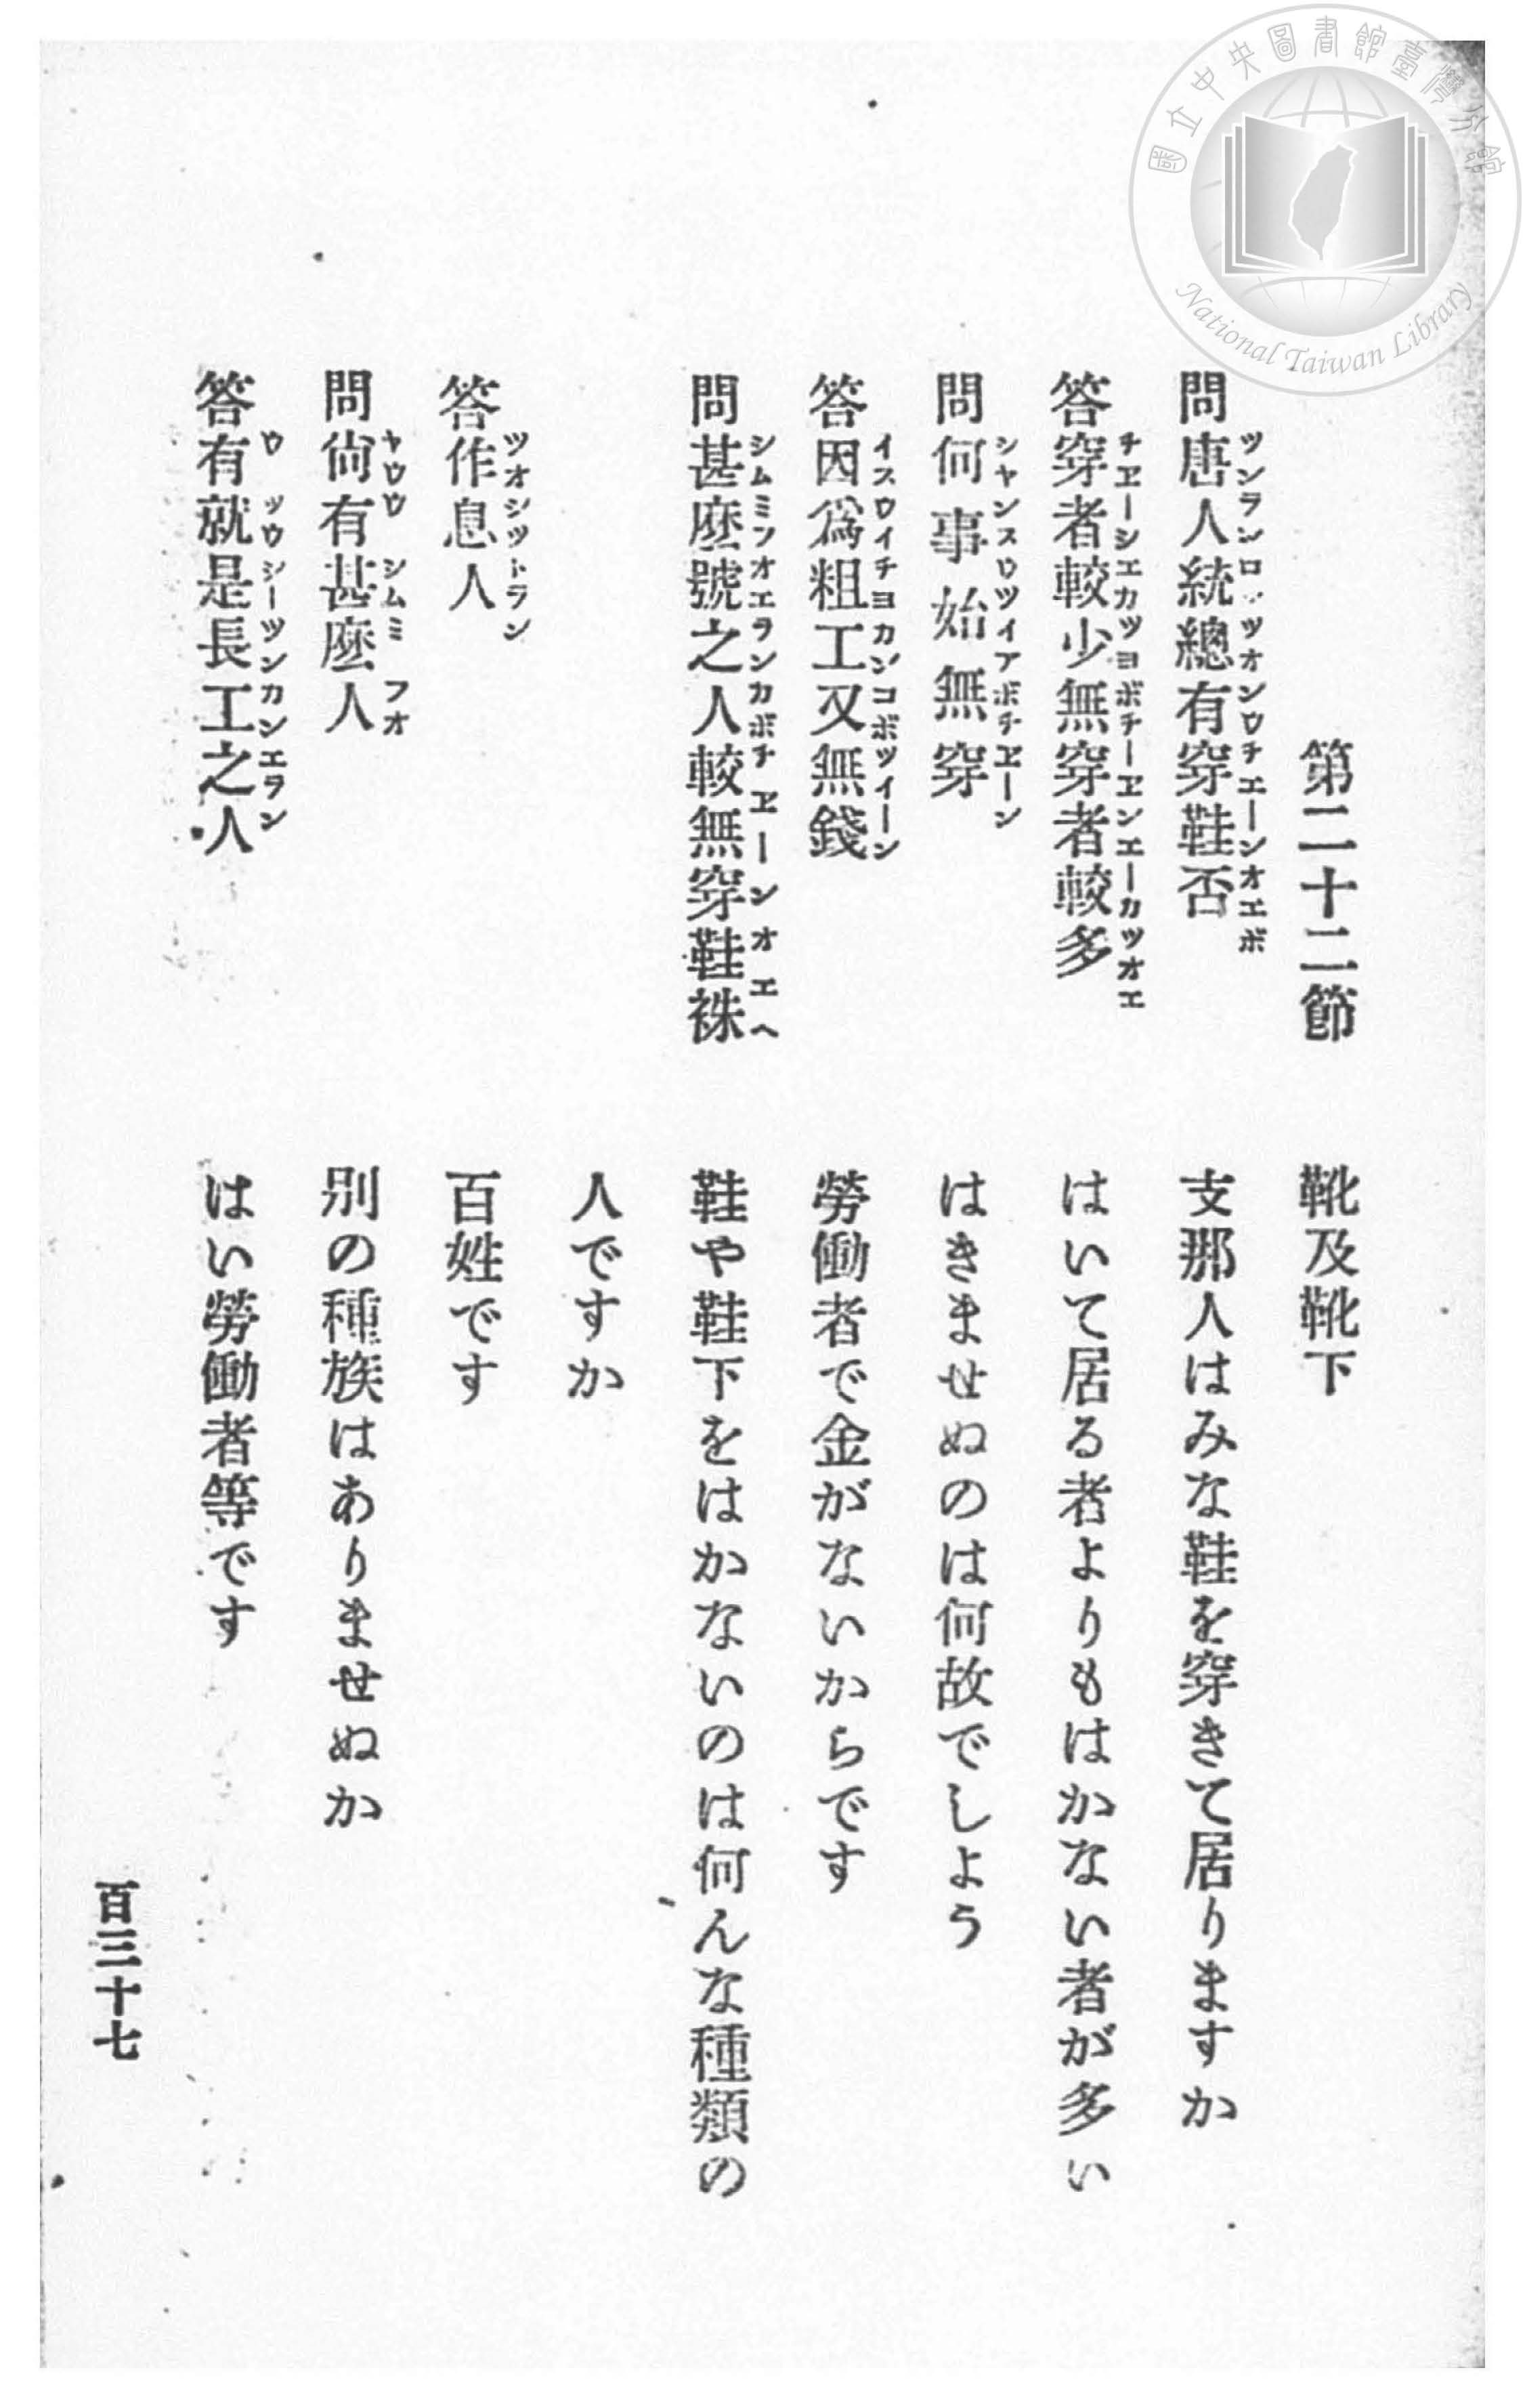 第二十二節　靴及靴下
問唐人統總有穿鞋否　支那人はみな鞋を穿きて居りますか
ツンランロンツオンウチエーンオエボ
答穿者較少無穿者較多　はいて居る者よりもはかない者が多い
チヱーシエカツヨボチーヱンエーカツオエ
問何事始無穿　はきませぬのは何故でしよう
シヤンスウツイアボチヱーン
答因爲粗工又無錢　勞働者で金がないからです
イスウイチヨカンコボツイーン
問甚麽號之人較無穿鞋襪　鞋や鞋下をはかないのは何んな種類の
シムミソオエランカボチヱーンオエヘ
人ですか
答作息人　百姓です
ツオシツトラン
問尙有甚麽人　別の種族はありませぬか
ヤウウシムミフオ
答有就是長工之人　はい勞働者等です
ウツウシーツンカンエラン
百三十七
國立中央圖書館臺灣分館
National Taiwan Library